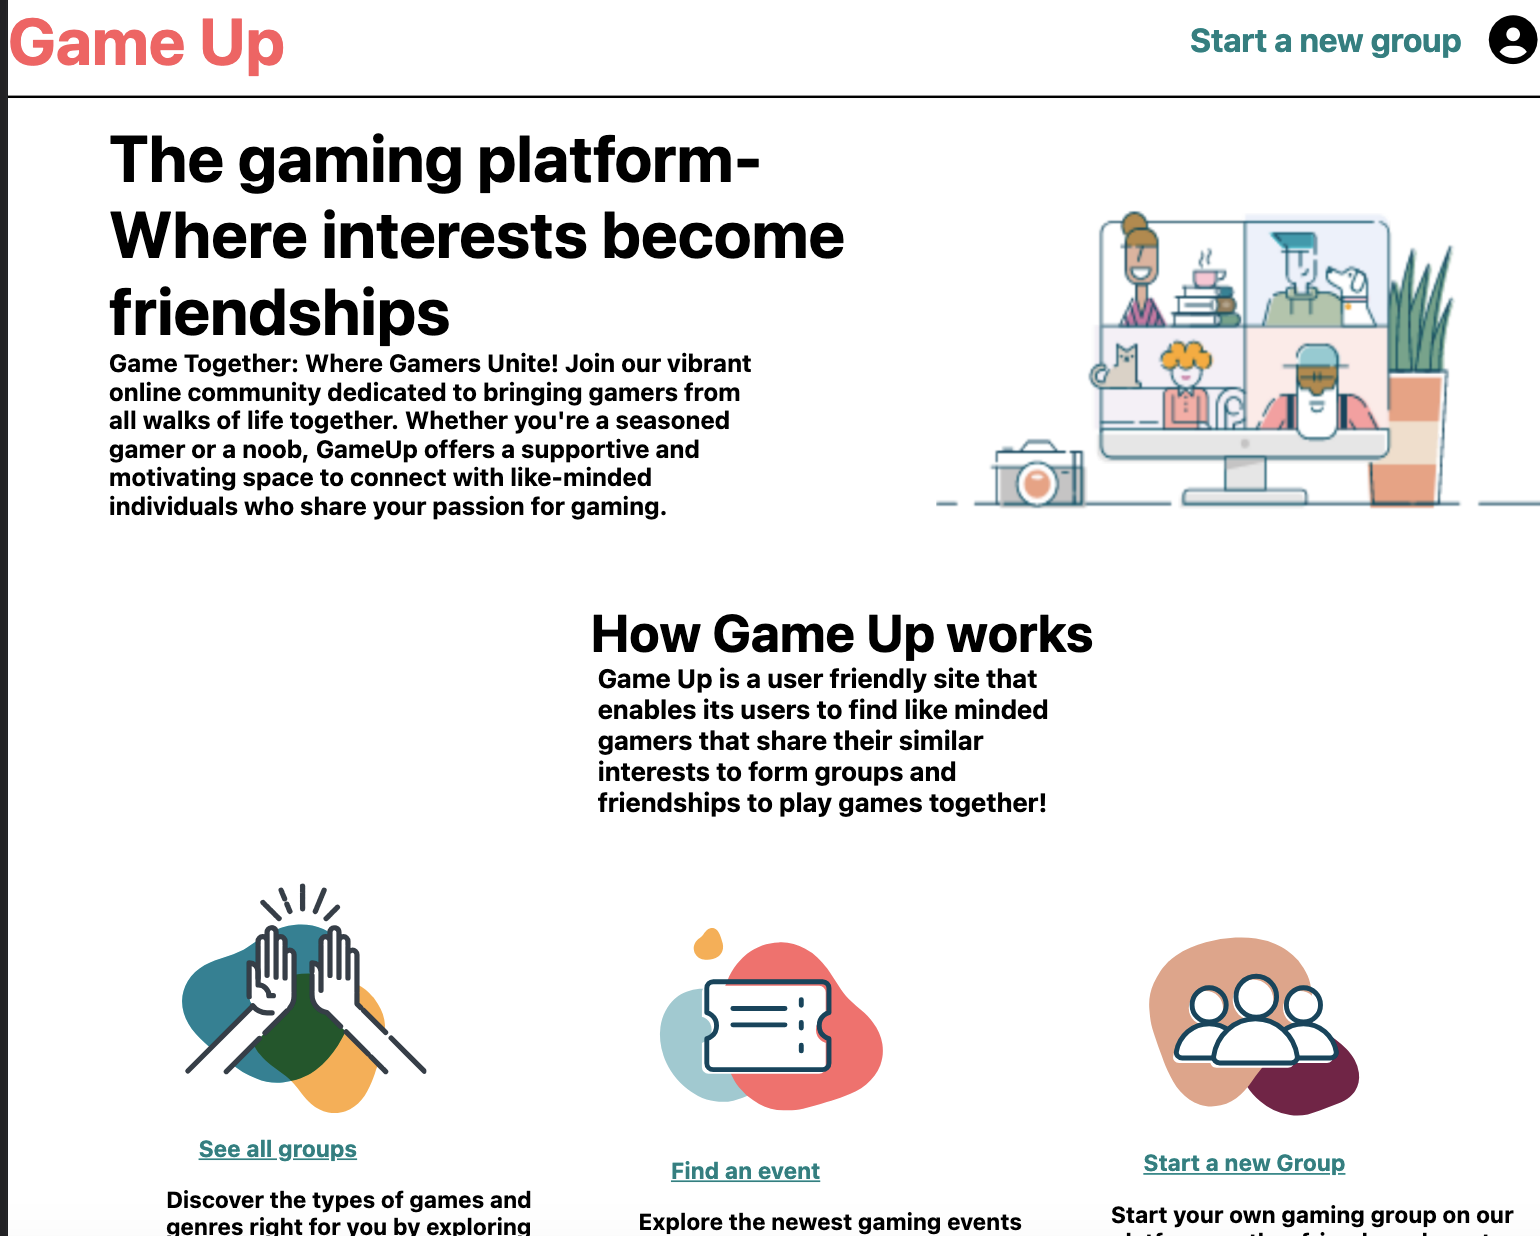 Game Up
Start a new group
The gaming platform-
Where interests become
friendships
Game Together: Where Gamers Unite! Join our vibrant
online community dedicated to bringing gamers from
all walks of life together. Whether you're a seasoned
gamer or a noob, GameUp offers a supportive and
motivating space to connect with like-minded
individuals who share your passion for gaming.
How Game Up works
Game Up is a user friendly site that
enables its users to find like minded
gamers that share their similar
interests to form groups and
friendships to play games together!
See all groups
Discover the types of games and
genres right for you by exploring
Find an event
Explore the newest gaming events
Start a new Group
Start your own gaming group on our